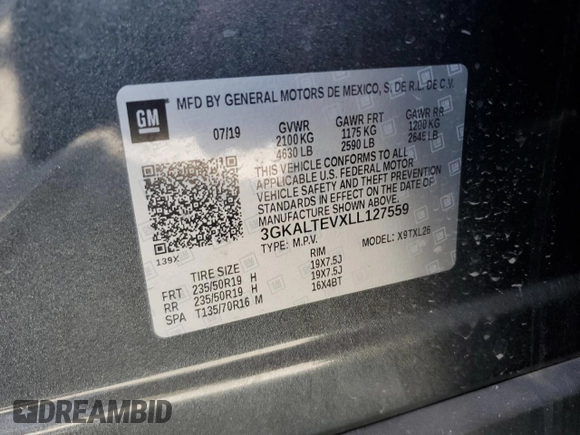 GM
MFD BY GENERAL MOTORS DE MEXICO, S. DE R.L. DE C.V.
07/19 GVWR GAWR FRT GAWR RR
2100 KG 1175 KG 1200 KG
4630 LB 2590 LB 2645 LB
THIS VEHICLE CONFORMS TO ALL
APPLICABLE U.S. FEDERAL MOTOR
VEHICLE SAFETY AND THEFT PREVENTION
STANDARDS IN EFFECT ON THE DATE OF
MANUFACTURE SHOWN ABOVE.
3GKALTEVXLL127559
139X TYPE: M.P.V. MODEL: X9TXL26
TIRE SIZE RIM
FRT 235/50R19 H 19X7.5J
RR 235/50R19 H 19X7.5J
SPA T135/70R16 M 16X4BT
DREAMBID